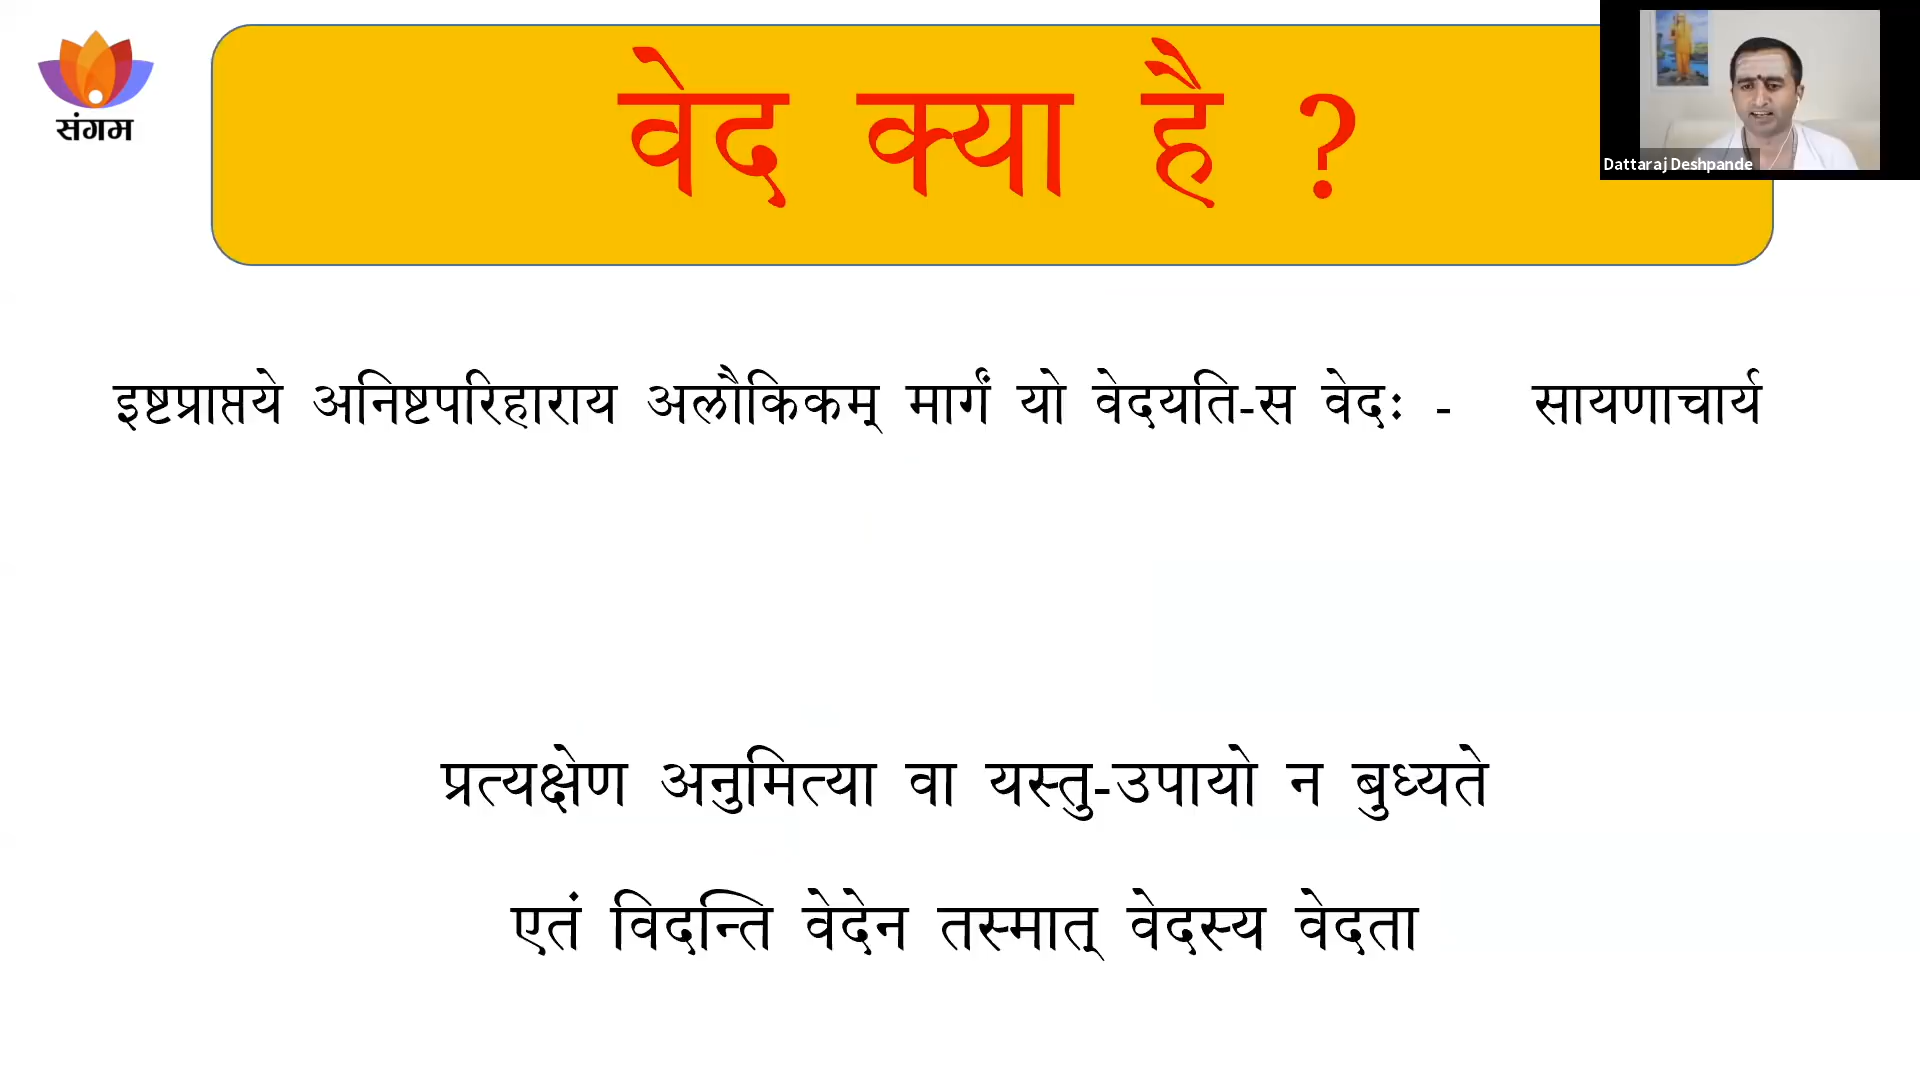 संगम
वेद क्या है ?
Dattaraj Deshpande
इष्टप्राप्तये अनिष्टपरिहाराय अलौकिकम् मार्गं यो वेदयति-स वेदः - सायणाचार्य
प्रत्यक्षेण अनुमित्या वा यस्तु-उपायो न बुध्यते
एतं विदन्ति वेदेन तस्मात् वेदस्य वेदता